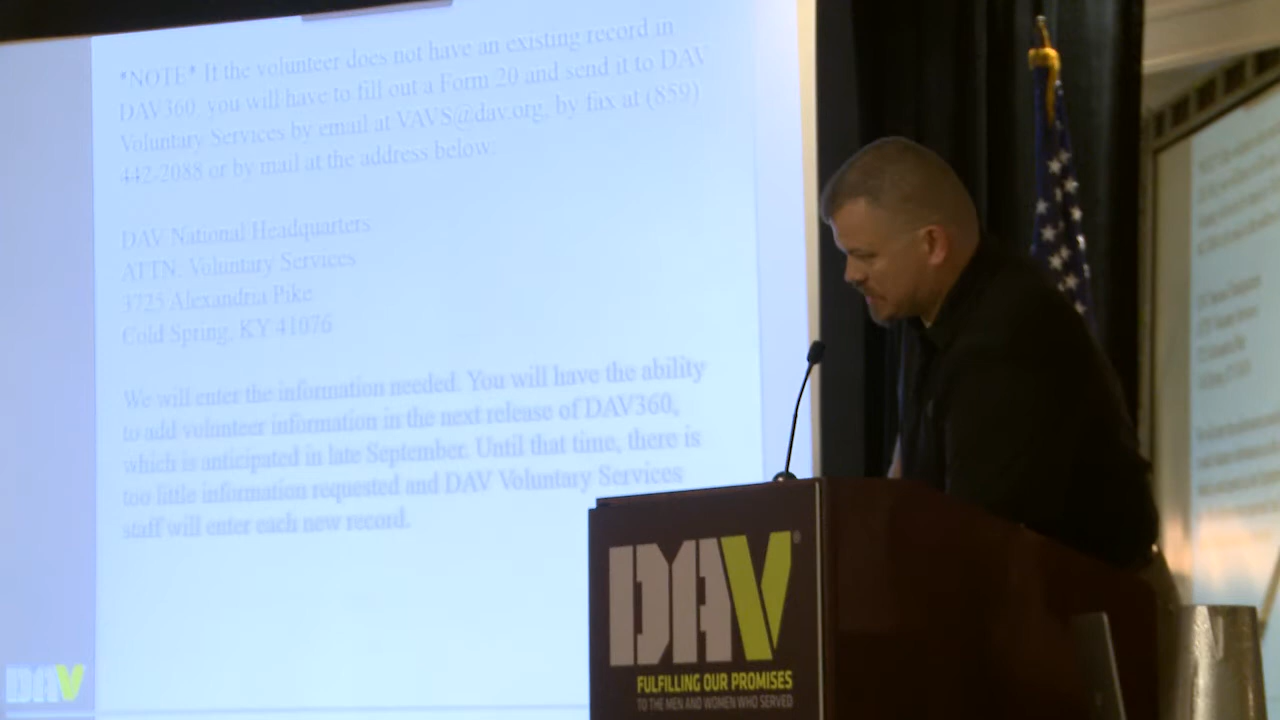 *NOTE* If the volunteer does not have an existing record in
DAV360, you will have to fill out a Form 20 and send it to DAV
Voluntary Services by email at VAVS@dav.org, by fax at (859)
442-2088 or by mail at the address below:
DAV National Headquarters
ATTN: Voluntary Services
3725 Alexandria Pike
Cold Spring, KY 41076
We will enter the information needed. You will have the ability
to add volunteer information in the next release of DAV360,
which is anticipated in late September. Until that time, there is
too little information requested and DAV Voluntary Services
staff will enter each new record.
DAV
DAV®
FULFILLING OUR PROMISES
TO THE MEN AND WOMEN WHO SERVED